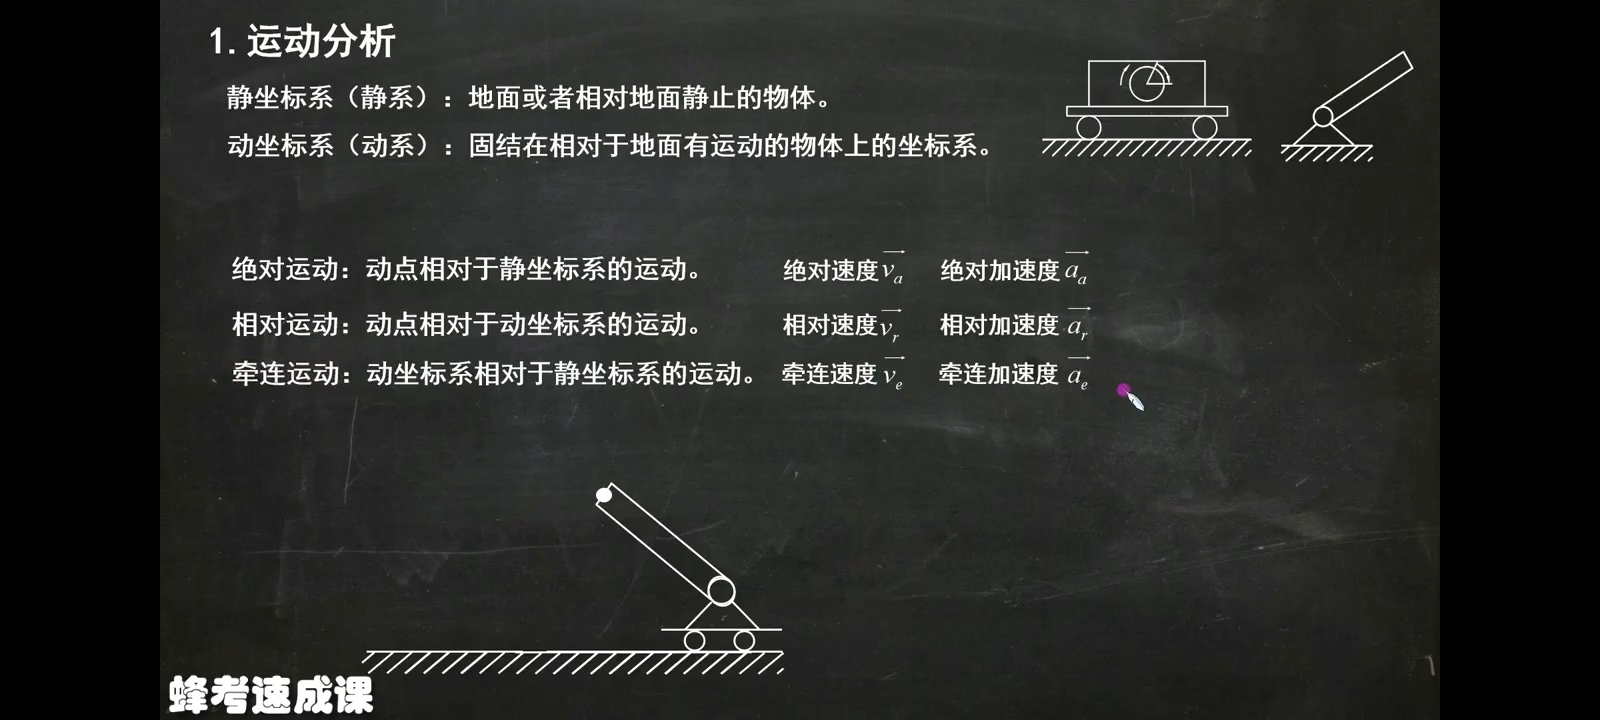 1.运动分析
静坐标系（静系）：地面或者相对地面静止的物体。
动坐标系（动系）：固结在相对于地面有运动的物体上的坐标系。
绝对运动：动点相对于静坐标系的运动。 绝对速度 $\vec{v_a}$ 绝对加速度 $\vec{a_a}$
相对运动：动点相对于动坐标系的运动。 相对速度 $\vec{v_r}$ 相对加速度 $\vec{a_r}$
牵连运动：动坐标系相对于静坐标系的运动。 牵连速度 $\vec{v_e}$ 牵连加速度 $\vec{a_e}$
蜂考速成课